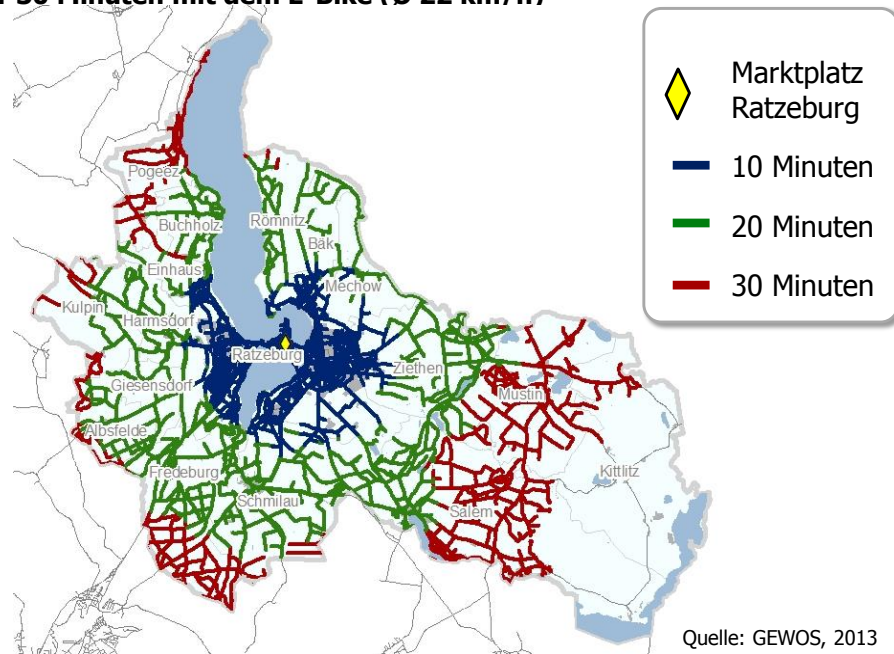 30 Minuten mit dem E-Bike (Ø 22 km/h)
Marktplatz
Ratzeburg
10 Minuten
20 Minuten
30 Minuten
Pogeez
Buchholz
Römnitz
Bäk
Einhaus
Mechow
Kulpin
Harmsdorf
Ratzeburg
Ziethen
Giesensdorf
Mustin
Albsfelde
Fredeburg
Kittlitz
Schmilau
Salem
Quelle: GEWOS, 2013